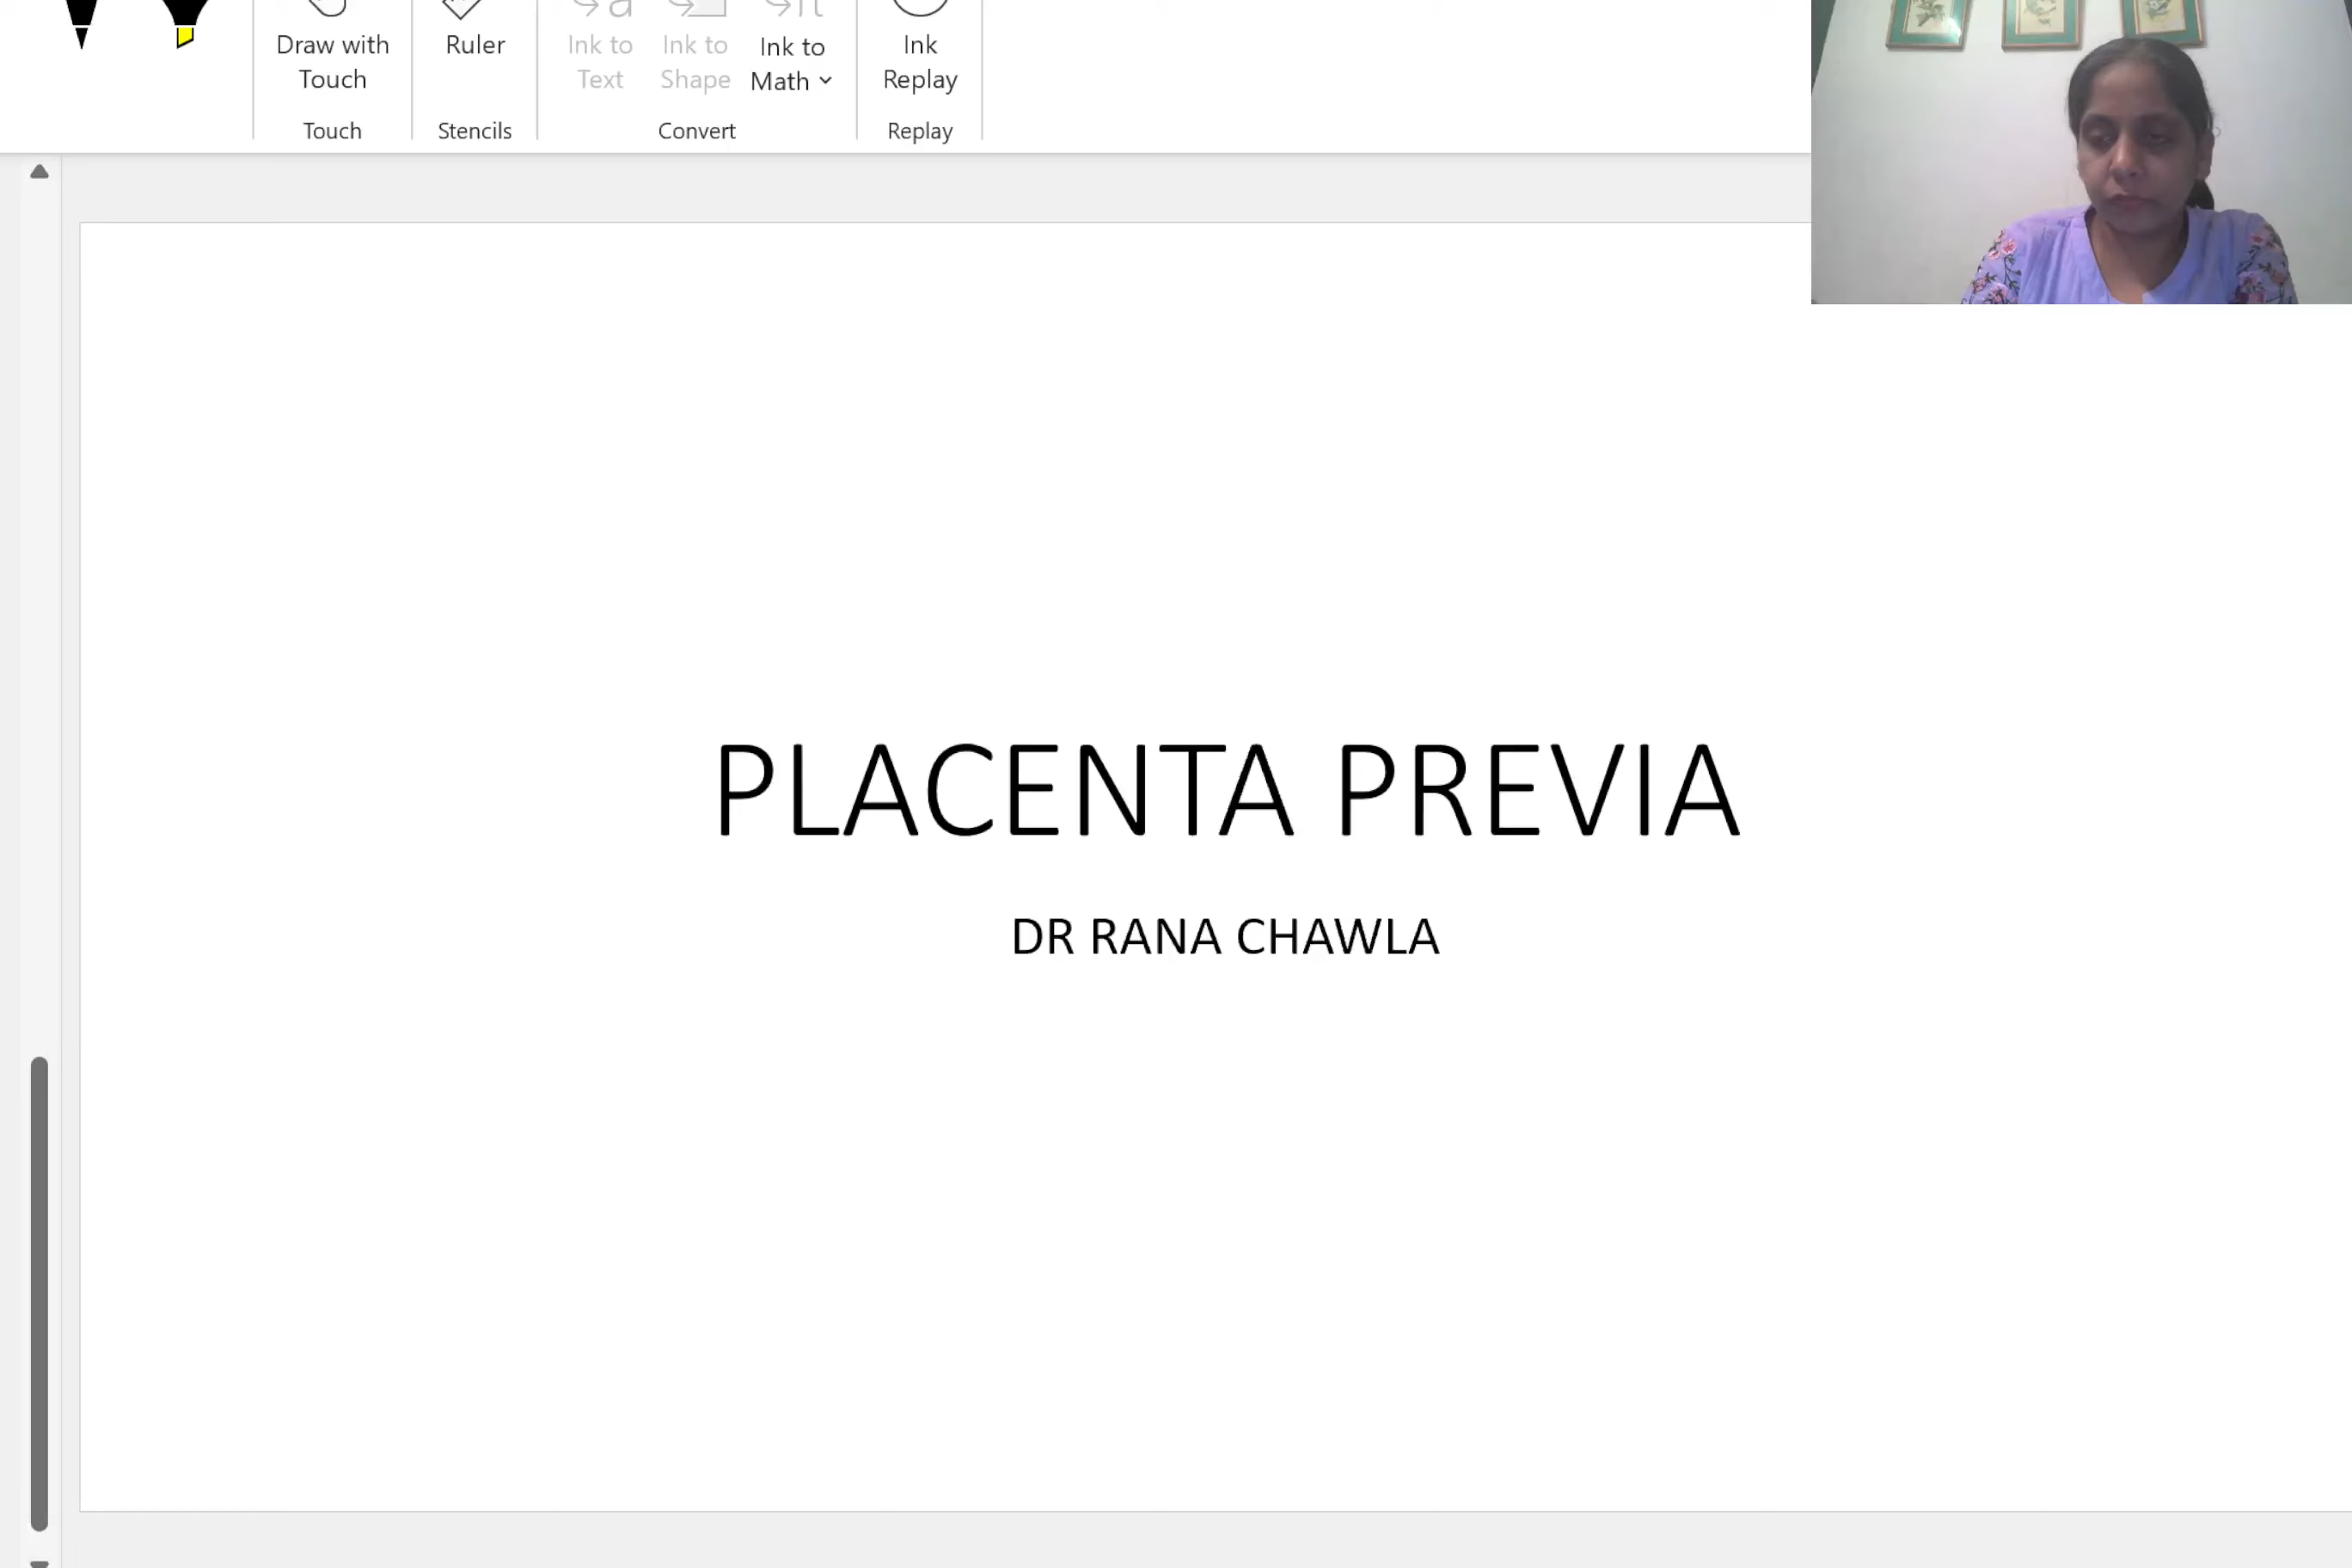 Draw with
Touch
Ruler
Ink to
Text
Ink to
Shape
Ink to
Math
Ink
Replay
Touch
Stencils
Convert
Replay
PLACENTA PREVIA
DR RANA CHAWLA